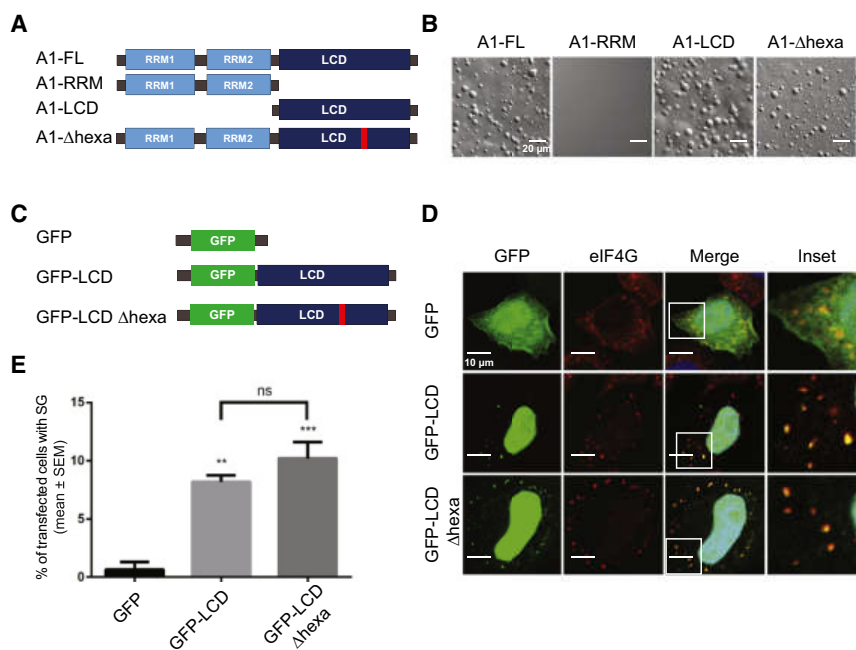 A
A1-FL
RRM1 RRM2 LCD
A1-RRM
RRM1 RRM2
A1-LCD
LCD
A1-Δhexa
RRM1 RRM2 LCD
B
A1-FL A1-RRM A1-LCD A1-Δhexa
20 μm
C
GFP
GFP
GFP-LCD
GFP LCD
GFP-LCD Δhexa
GFP LCD
D
GFP eIF4G Merge Inset
GFP
10 μm
GFP-LCD
GFP-LCD
Δhexa
E
% of transfected cells with SG
(mean ± SEM)
15
10
5
0
ns
**
***
GFP
GFP-LCD
GFP-LCD
Δhexa